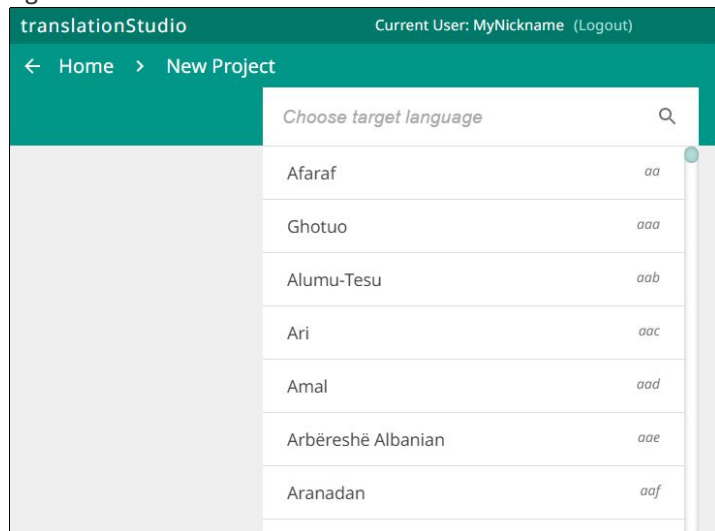 translationStudio Current User: MyNickname (Logout)
← Home > New Project
Choose target language
Afaraf aa
Ghotuo aaa
Alumu-Tesu aab
Ari aac
Amal aad
Arbëreshë Albanian aae
Aranadan aaf